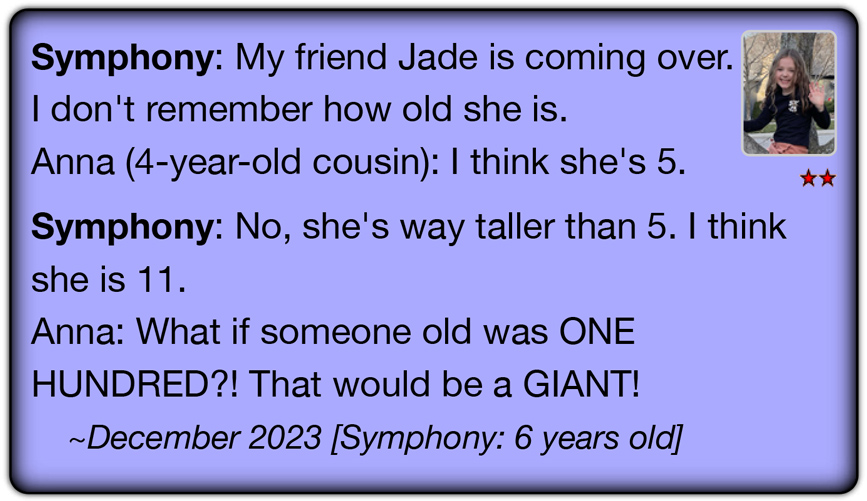 Symphony: My friend Jade is coming over.
I don't remember how old she is.
Anna (4-year-old cousin): I think she's 5.
Symphony: No, she's way taller than 5. I think
she is 11.
Anna: What if someone old was ONE
HUNDRED?! That would be a GIANT!
~December 2023 [Symphony: 6 years old]